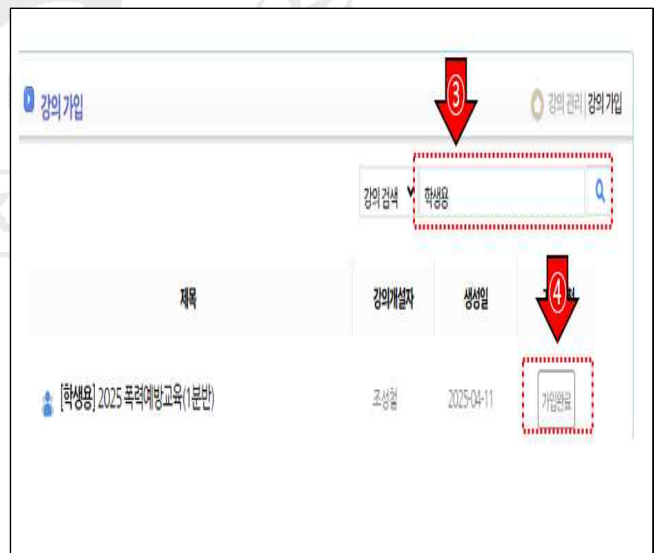 강의 가입
③
강의 관리 | 강의 가입
강의 검색 학생용
제목 강의개설자 생성일
④
[학생용] 2025 폭력예방교육(1분반) 조성철 2025-04-11 가입완료